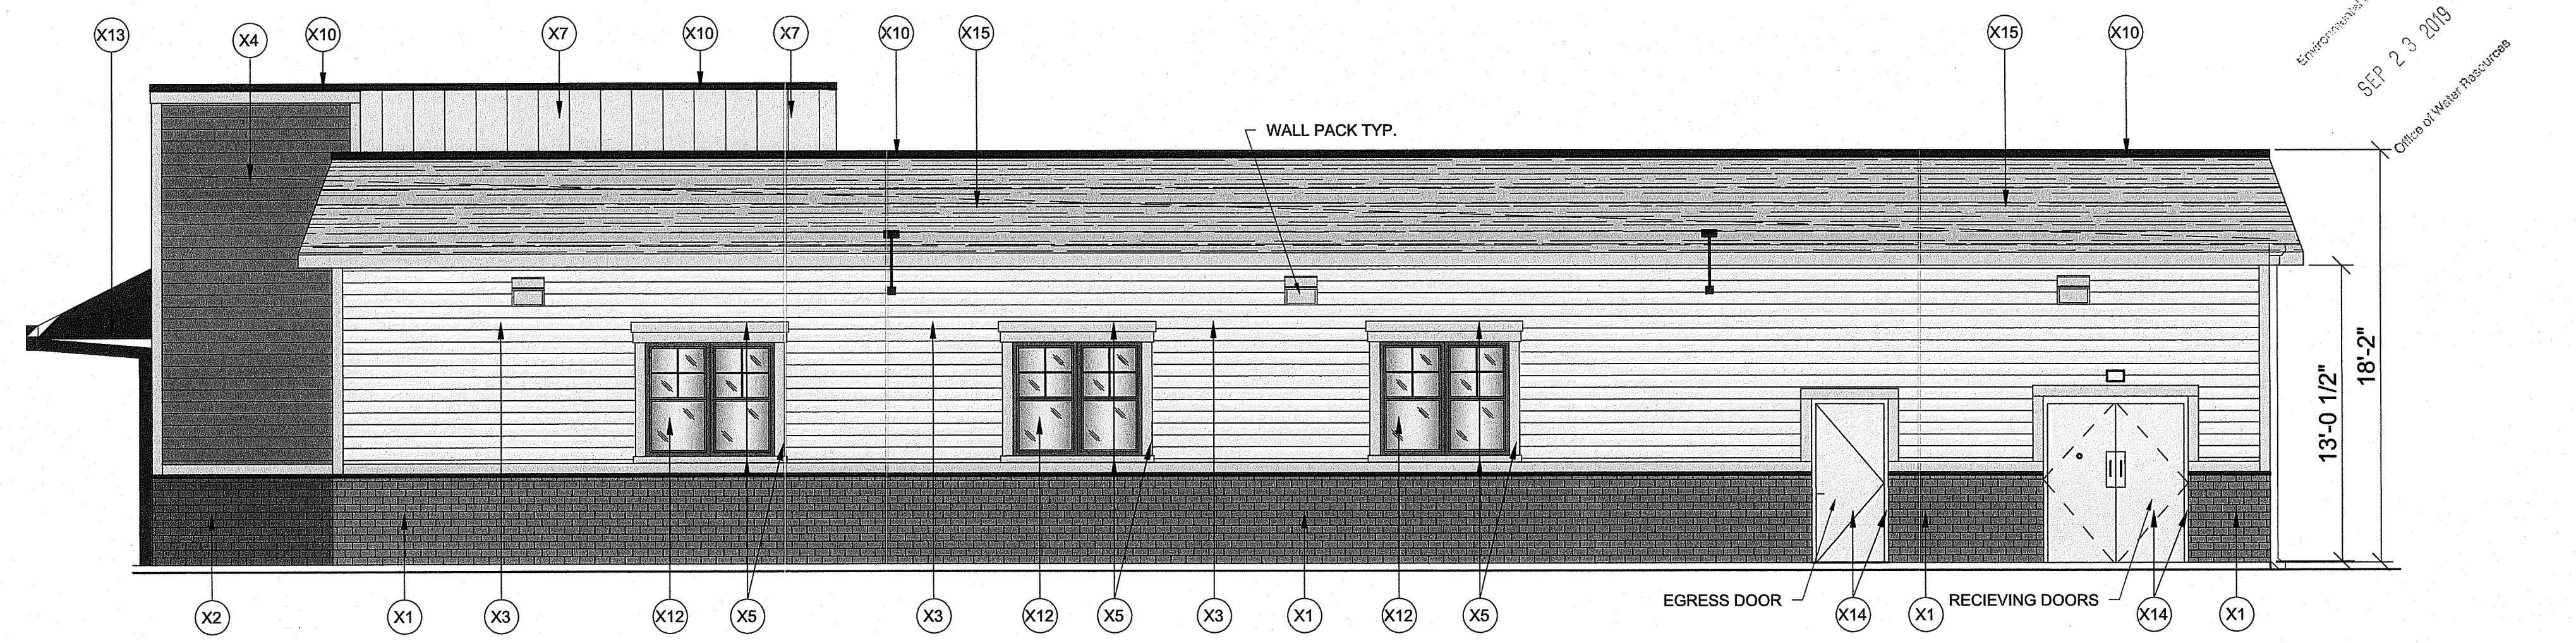 X13
X4
X10
X7
X10
X7
X10
X15
X15
X10
Environmental
SEP 23 2019
Office of Water Resources
WALL PACK TYP.
13'-0 1/2"
18'-2"
X2
X1
X3
X12
X5
X3
X12
X5
X3
X1
X12
X5
EGRESS DOOR
X14
X1
RECIEVING DOORS
X14
X1